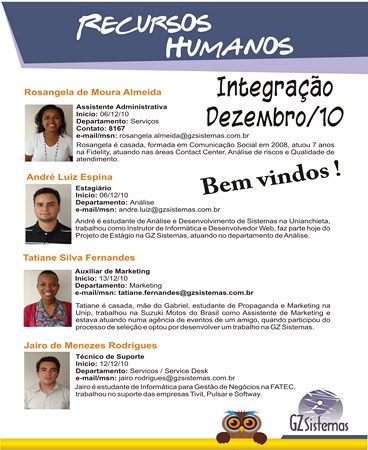 RECURSOS
HUMANOS
Integração
Dezembro/10
Bem vindos !
Rosangela de Moura Almeida
Assistente Administrativa
Inicio: 06/12/10
Departamento: Serviços
Contato: 8167
e-mail/msn: rosangela.almeida@gzsistemas.com.br
Rosangela é casada, formada em Comunicação Social em 2008, atuou 7 anos
na Fidelity, atuando nas áreas Contact Center, Análise de riscos e Qualidade de
atendimento.
André Luiz Espina
Estagiário
Inicio: 06/12/10
Departamento: Análise
e-mail/msn: andre.luiz@gzsistemas.com.br
André é estudante de Análise e Desenvolvimento de Sistemas na Unianchieta,
trabalhou como Instrutor de Informática e Desenvolvedor Web, faz parte hoje do
Projeto de Estágio na GZ Sistemas, atuando no departamento de Análise.
Tatiane Silva Fernandes
Auxiliar de Marketing
Inicio: 13/12/10
Departamento: Marketing
e-mail/msn: tatiane.fernandes@gzsistemas.com.br
Tatiane é casada, mãe do Gabriel, estudante de Propaganda e Marketing na
Unip, trabalhou na Suzuki Motos do Brasil como Assistente de Marketing e
estava atuando numa agência de eventos de um amigo, quando participou do
processo de seleção e optou por desenvolver um trabalho na GZ Sistemas.
Jairo de Menezes Rodrigues
Técnico de Suporte
Inicio: 12/12/10
Departamento: Servicos / Service Desk
e-mail/msn: jairo.rodrigues@gzsistemas.com.br
Jairo é estudante de Informática para Gestão de Negócios na FATEC,
trabalhou no suporte das empresas Tivit, Pulsar e Softway.
GZ Sistemas